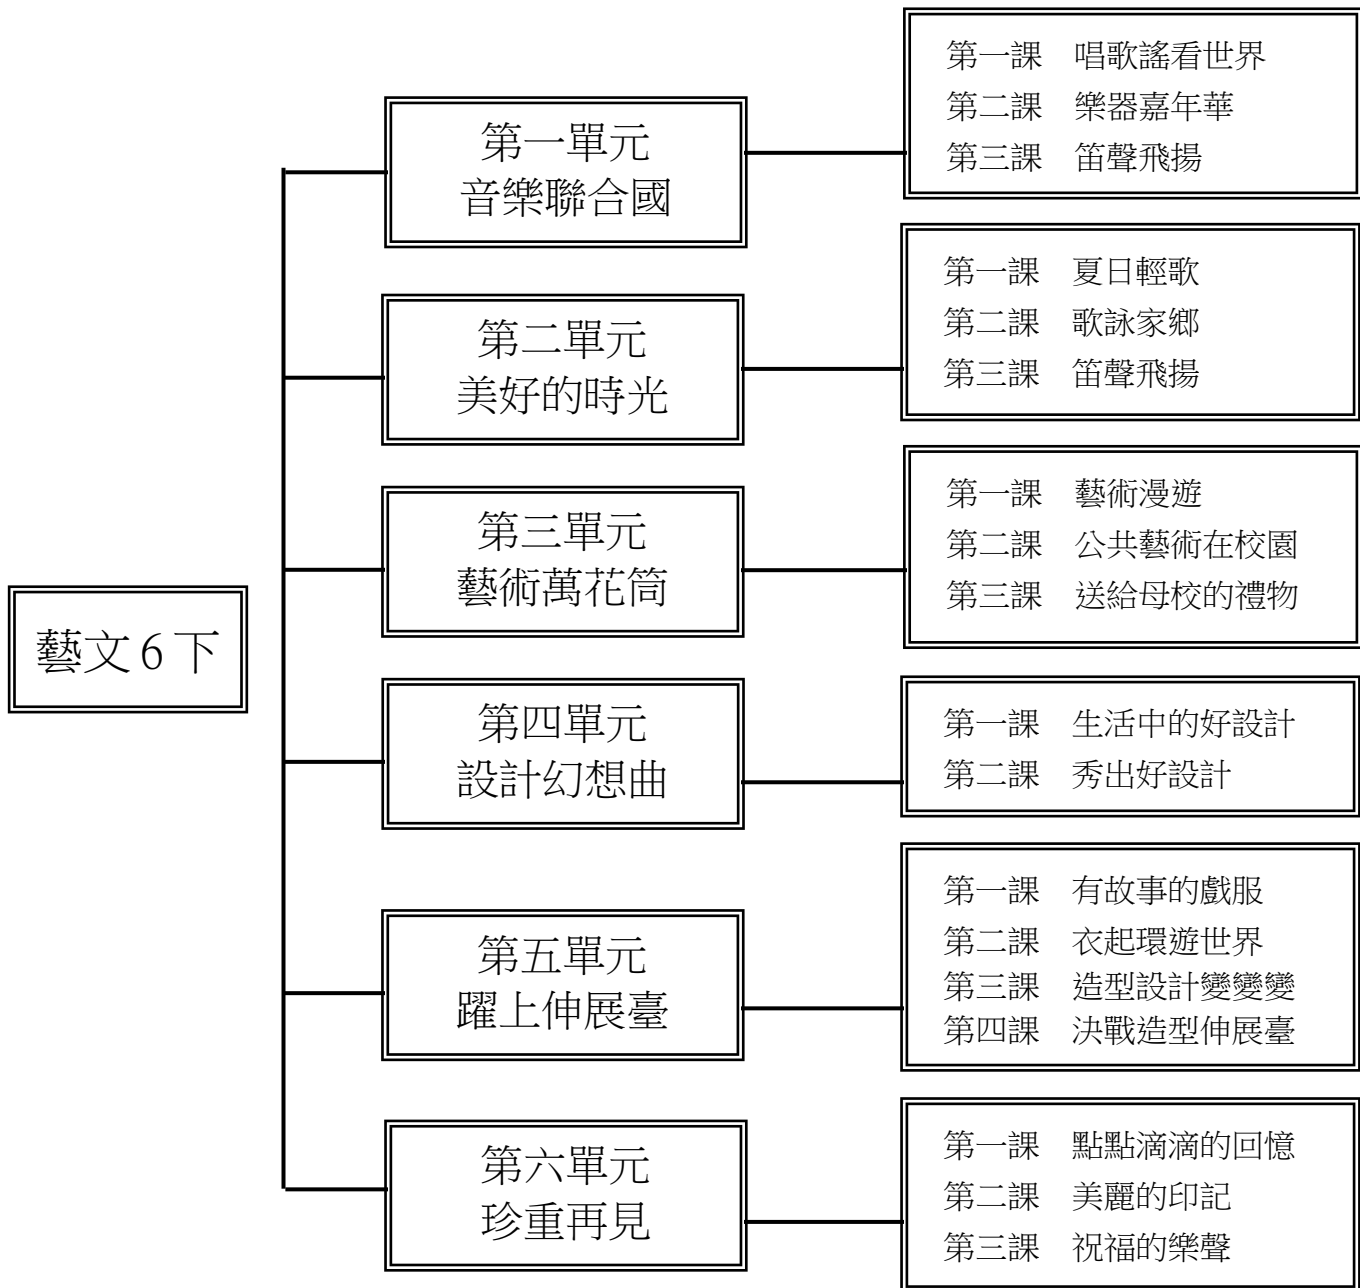 藝文6下
第一單元
音樂聯合國
第一課　唱歌謠看世界
第二課　樂器嘉年華
第三課　笛聲飛揚
第二單元
美好的時光
第一課　夏日輕歌
第二課　歌詠家鄉
第三課　笛聲飛揚
第三單元
藝術萬花筒
第一課　藝術漫遊
第二課　公共藝術在校園
第三課　送給母校的禮物
第四單元
設計幻想曲
第一課　生活中的好設計
第二課　秀出好設計
第五單元
躍上伸展臺
第一課　有故事的戲服
第二課　衣起環遊世界
第三課　造型設計變變變
第四課　決戰造型伸展臺
第六單元
珍重再見
第一課　點點滴滴的回憶
第二課　美麗的印記
第三課　祝福的樂聲